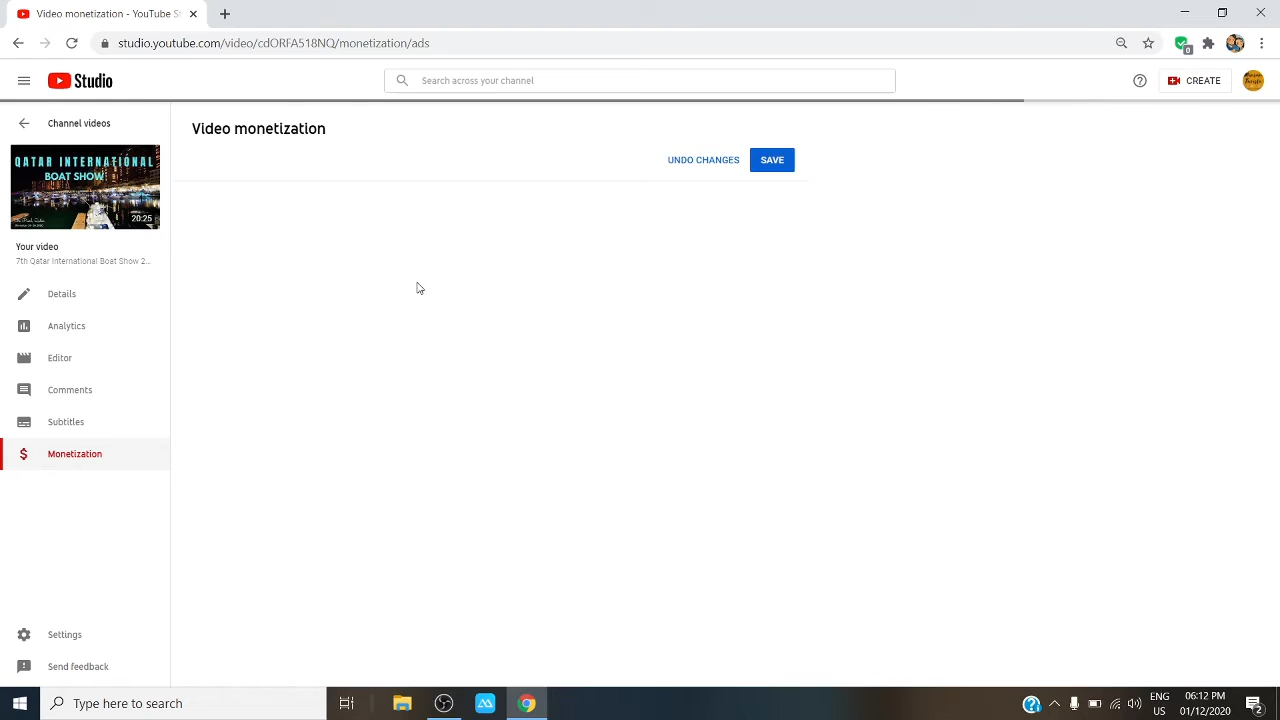 Video monetization - YouTube S
studio.youtube.com/video/cdORFA518NQ/monetization/ads
0
Studio
Search across your channel
CREATE
Channel videos
Video monetization
UNDO CHANGES
SAVE
QATAR INTERNATIONAL
BOAT SHOW
20:25
Your video
7th Qatar International Boat Show 2...
Details
Analytics
Editor
Comments
Subtitles
Monetization
Settings
Send feedback
Type here to search
ENG
US
06:12 PM
01/12/2020
2